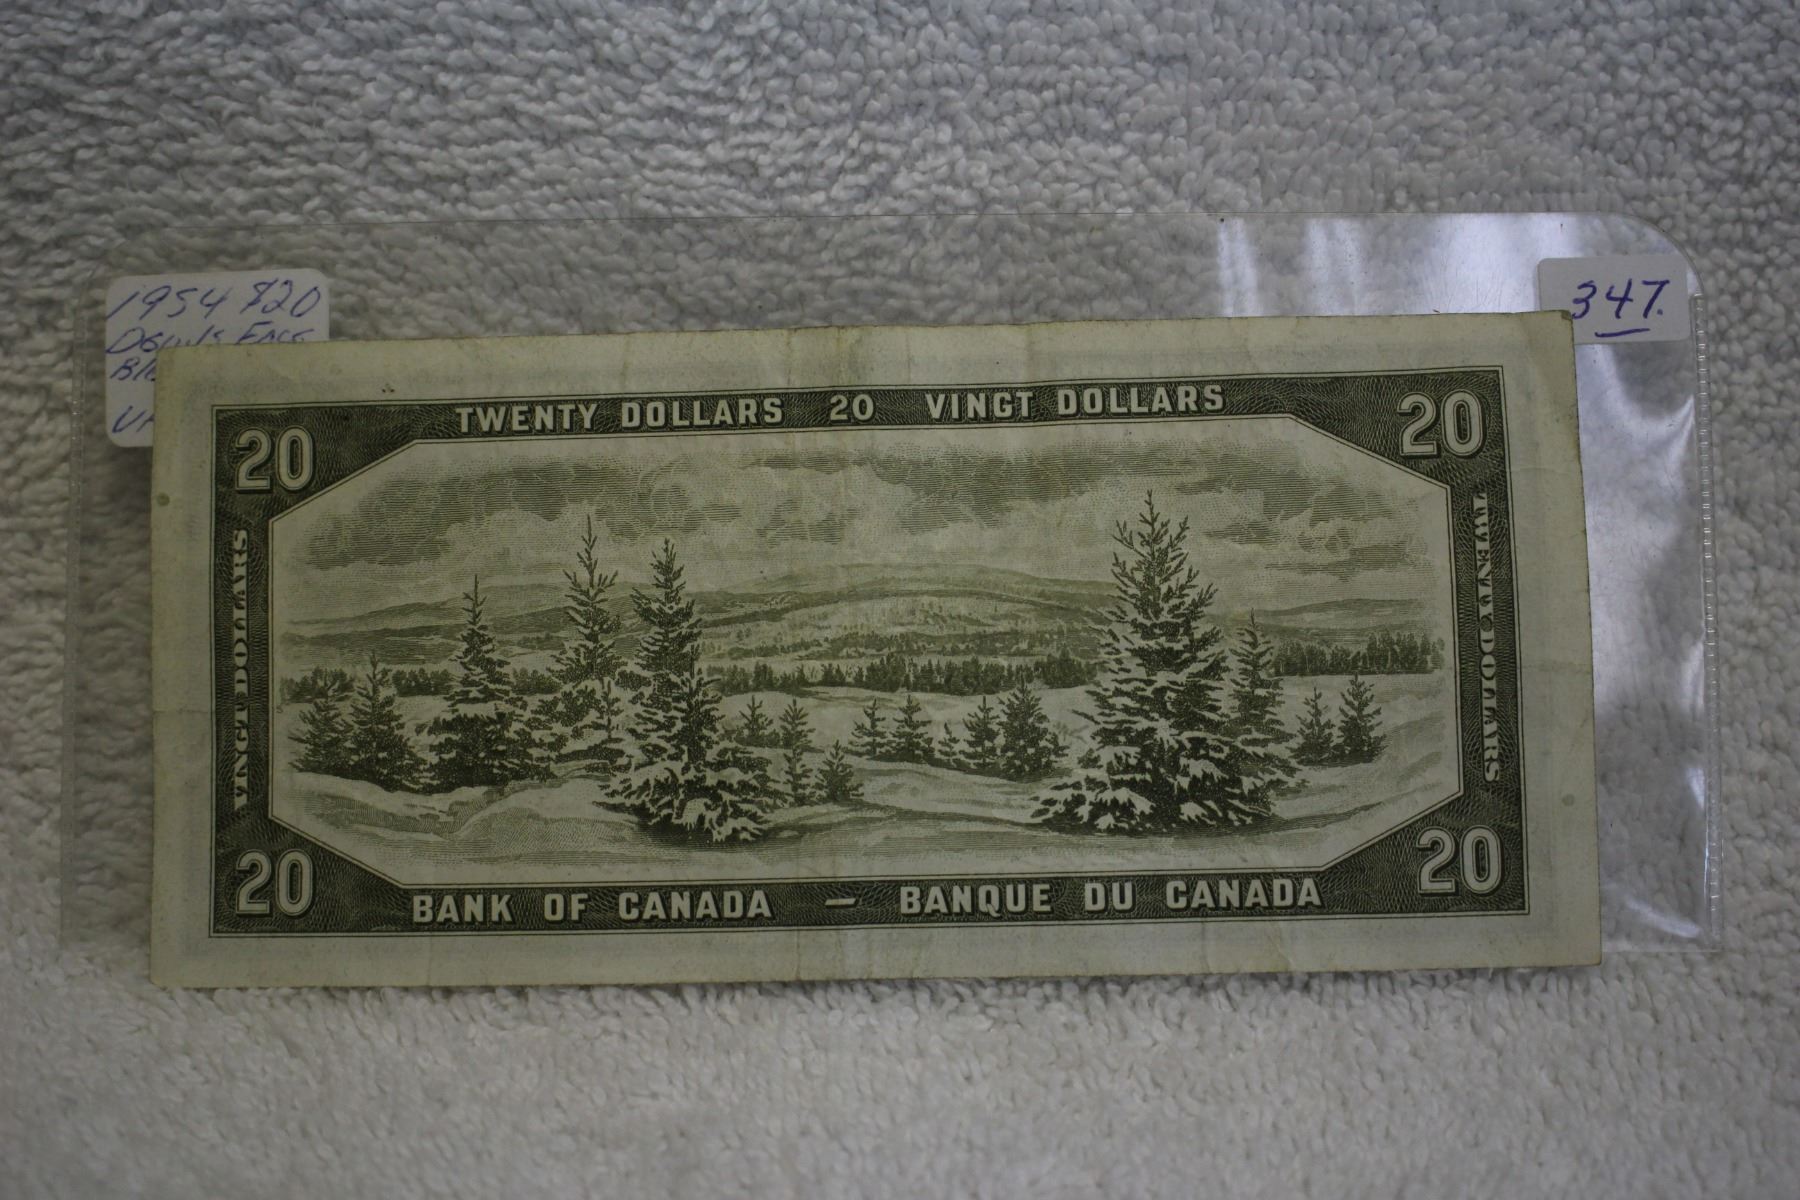 1954 $20
Devils Face
347.
TWENTY DOLLARS 20 VINGT DOLLARS
20
20
VINGT DOLLARS
TWENTY DOLLARS
20
20
BANK OF CANADA – BANQUE DU CANADA